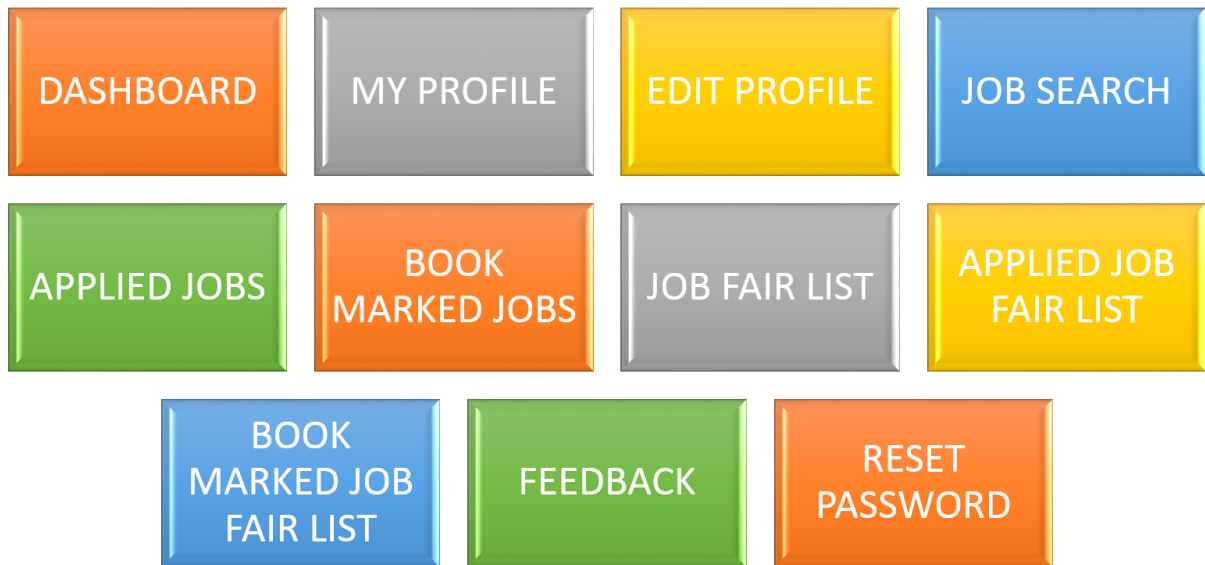 DASHBOARD
MY PROFILE
EDIT PROFILE
JOB SEARCH
APPLIED JOBS
BOOK
MARKED JOBS
JOB FAIR LIST
APPLIED JOB
FAIR LIST
BOOK
MARKED JOB
FAIR LIST
FEEDBACK
RESET
PASSWORD